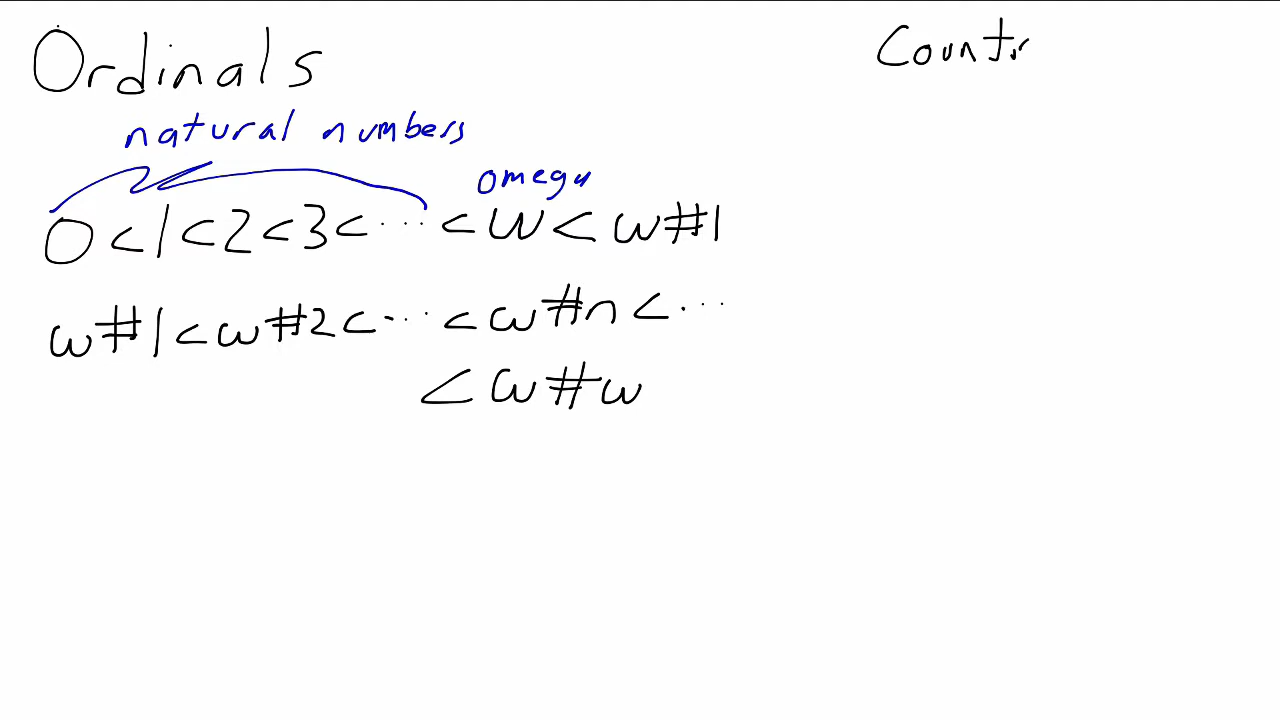 Ordinals
natural numbers
omega
0 < 1 < 2 < 3 < ··· < ω < ω#1
ω#1 < ω#2 < ··· < ω#n < ···
< ω#ω